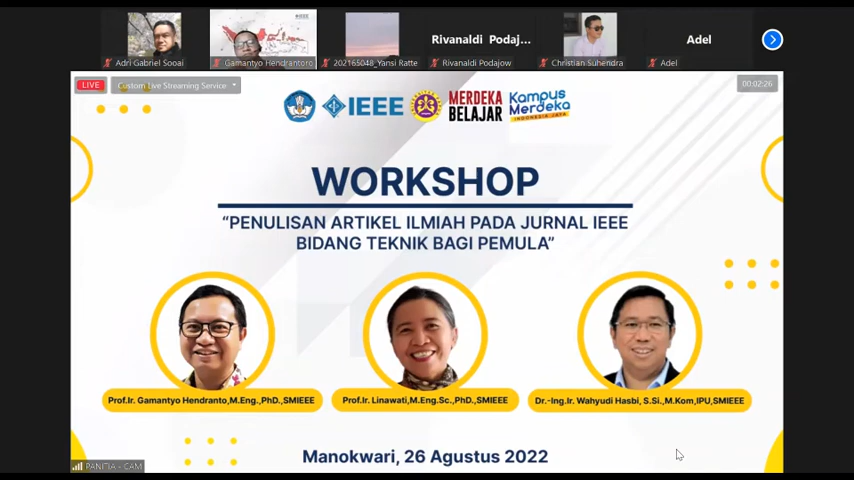 Rivanaldi Podaj...
Adel
Adri Gabriel Sooai
Gamantyo Hendrantoro
202165048_Yansi Ratte
Rivanaldi Podajow
Christian Suhendra
Adel
LIVE
Custom Live Streaming Service
00:02:26
IEEE
MERDEKA
BELAJAR
Kampus
Merdeka
INDONESIA JAYA
WORKSHOP
“PENULISAN ARTIKEL ILMIAH PADA JURNAL IEEE
BIDANG TEKNIK BAGI PEMULA”
Prof.Ir. Gamantyo Hendranto,M.Eng.,PhD.,SMIEEE
Prof.Ir. Linawati,M.Eng.Sc.,PhD.,SMIEEE
Dr.-Ing.Ir. Wahyudi Hasbi, S.Si.,M.Kom,IPU,SMIEEE
Manokwari, 26 Agustus 2022
PANITIA - CAM